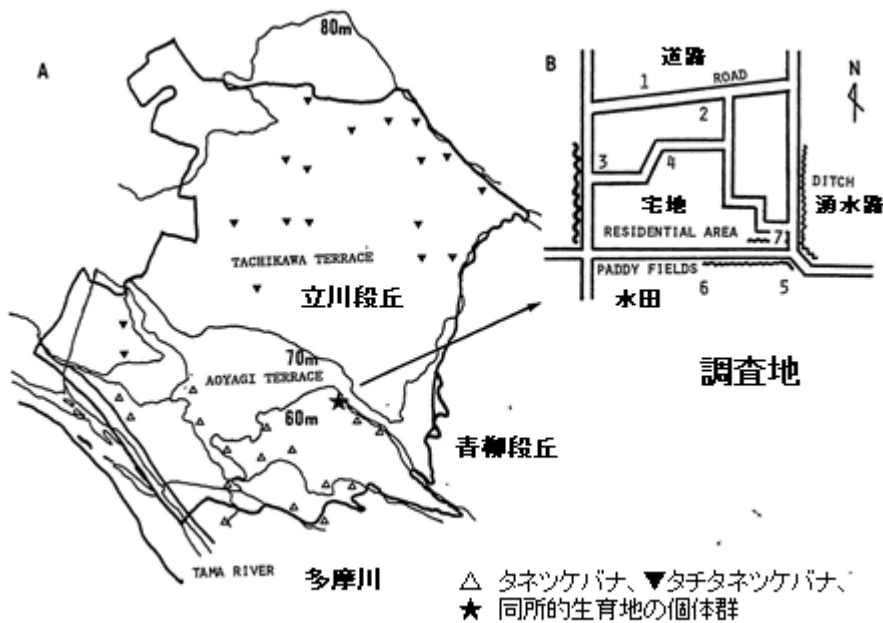 A
80m
TACHIKAWA TERRACE
立川段丘
70m
AOYAGI TERRACE
60m
青柳段丘
TAMA RIVER
多摩川
B
道路
ROAD
N
1
2
3
4
DITCH
湧水路
宅地
RESIDENTIAL AREA
7
PADDY FIELDS
水田
6
5
調査地
△ タネツケバナ、▼タチタネツケバナ、
★ 同所的生育地の個体群